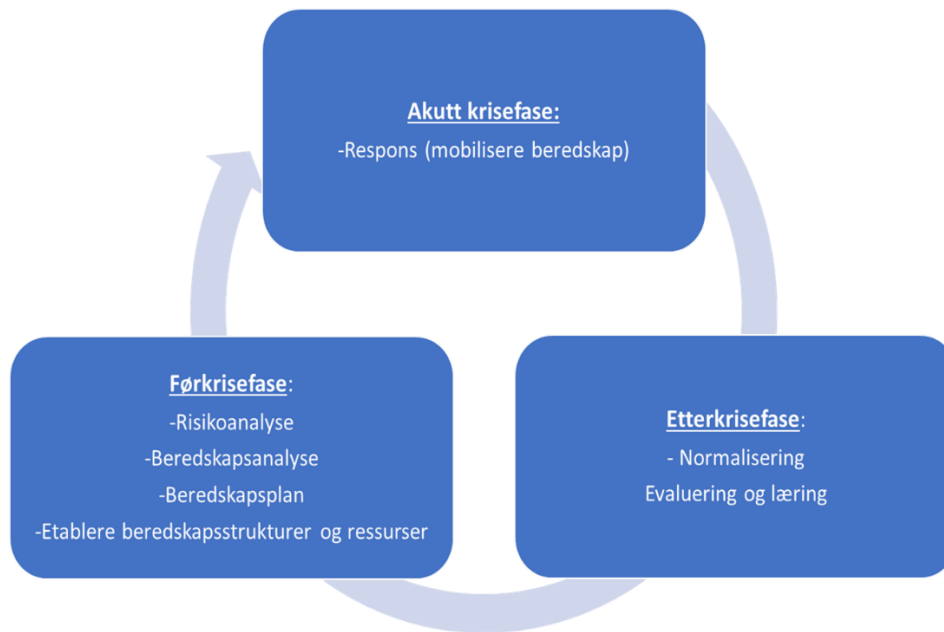 Akutt krisefase:
-Respons (mobilisere beredskap)
Førkrisefase:
-Risikoanalyse
-Beredskapsanalyse
-Beredskapsplan
-Etablere beredskapsstrukturer og ressurser
Etterkrisefase:
- Normalisering
Evaluering og læring